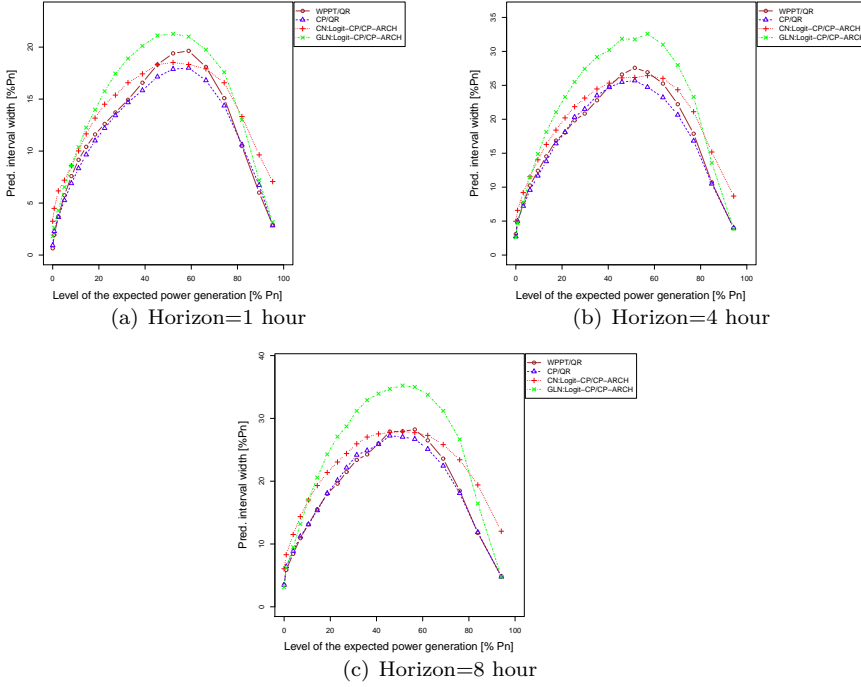 WPPT/QR
CP/QR
CN:Logit-CP/CP-ARCH
GLN:Logit-CP/CP-ARCH
Pred. interval width [%Pn]
20
15
10
5
0
0 20 40 60 80 100
Level of the expected power generation [% Pn]
(a) Horizon=1 hour
WPPT/QR
CP/QR
CN:Logit-CP/CP-ARCH
GLN:Logit-CP/CP-ARCH
Pred. interval width [%Pn]
35
30
25
20
15
10
5
0
0 20 40 60 80 100
Level of the expected power generation [% Pn]
(b) Horizon=4 hour
WPPT/QR
CP/QR
CN:Logit-CP/CP-ARCH
GLN:Logit-CP/CP-ARCH
Pred. interval width [%Pn]
40
30
20
10
0
0 20 40 60 80 100
Level of the expected power generation [% Pn]
(c) Horizon=8 hour